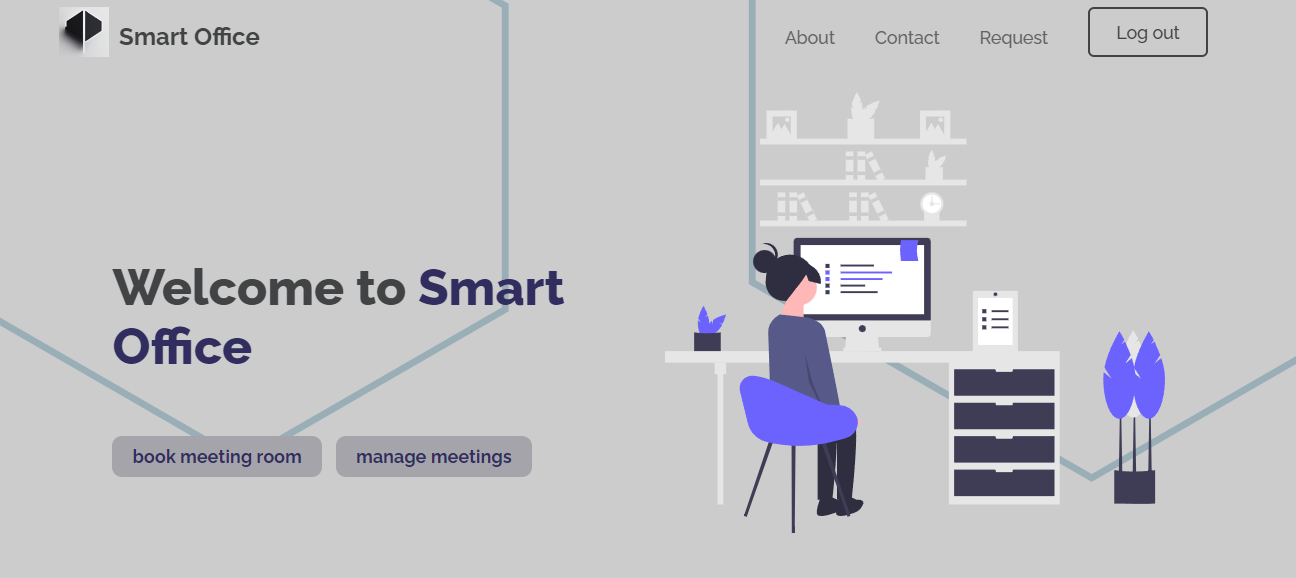 Smart Office
About
Contact
Request
Log out
Welcome to Smart
Office
book meeting room
manage meetings